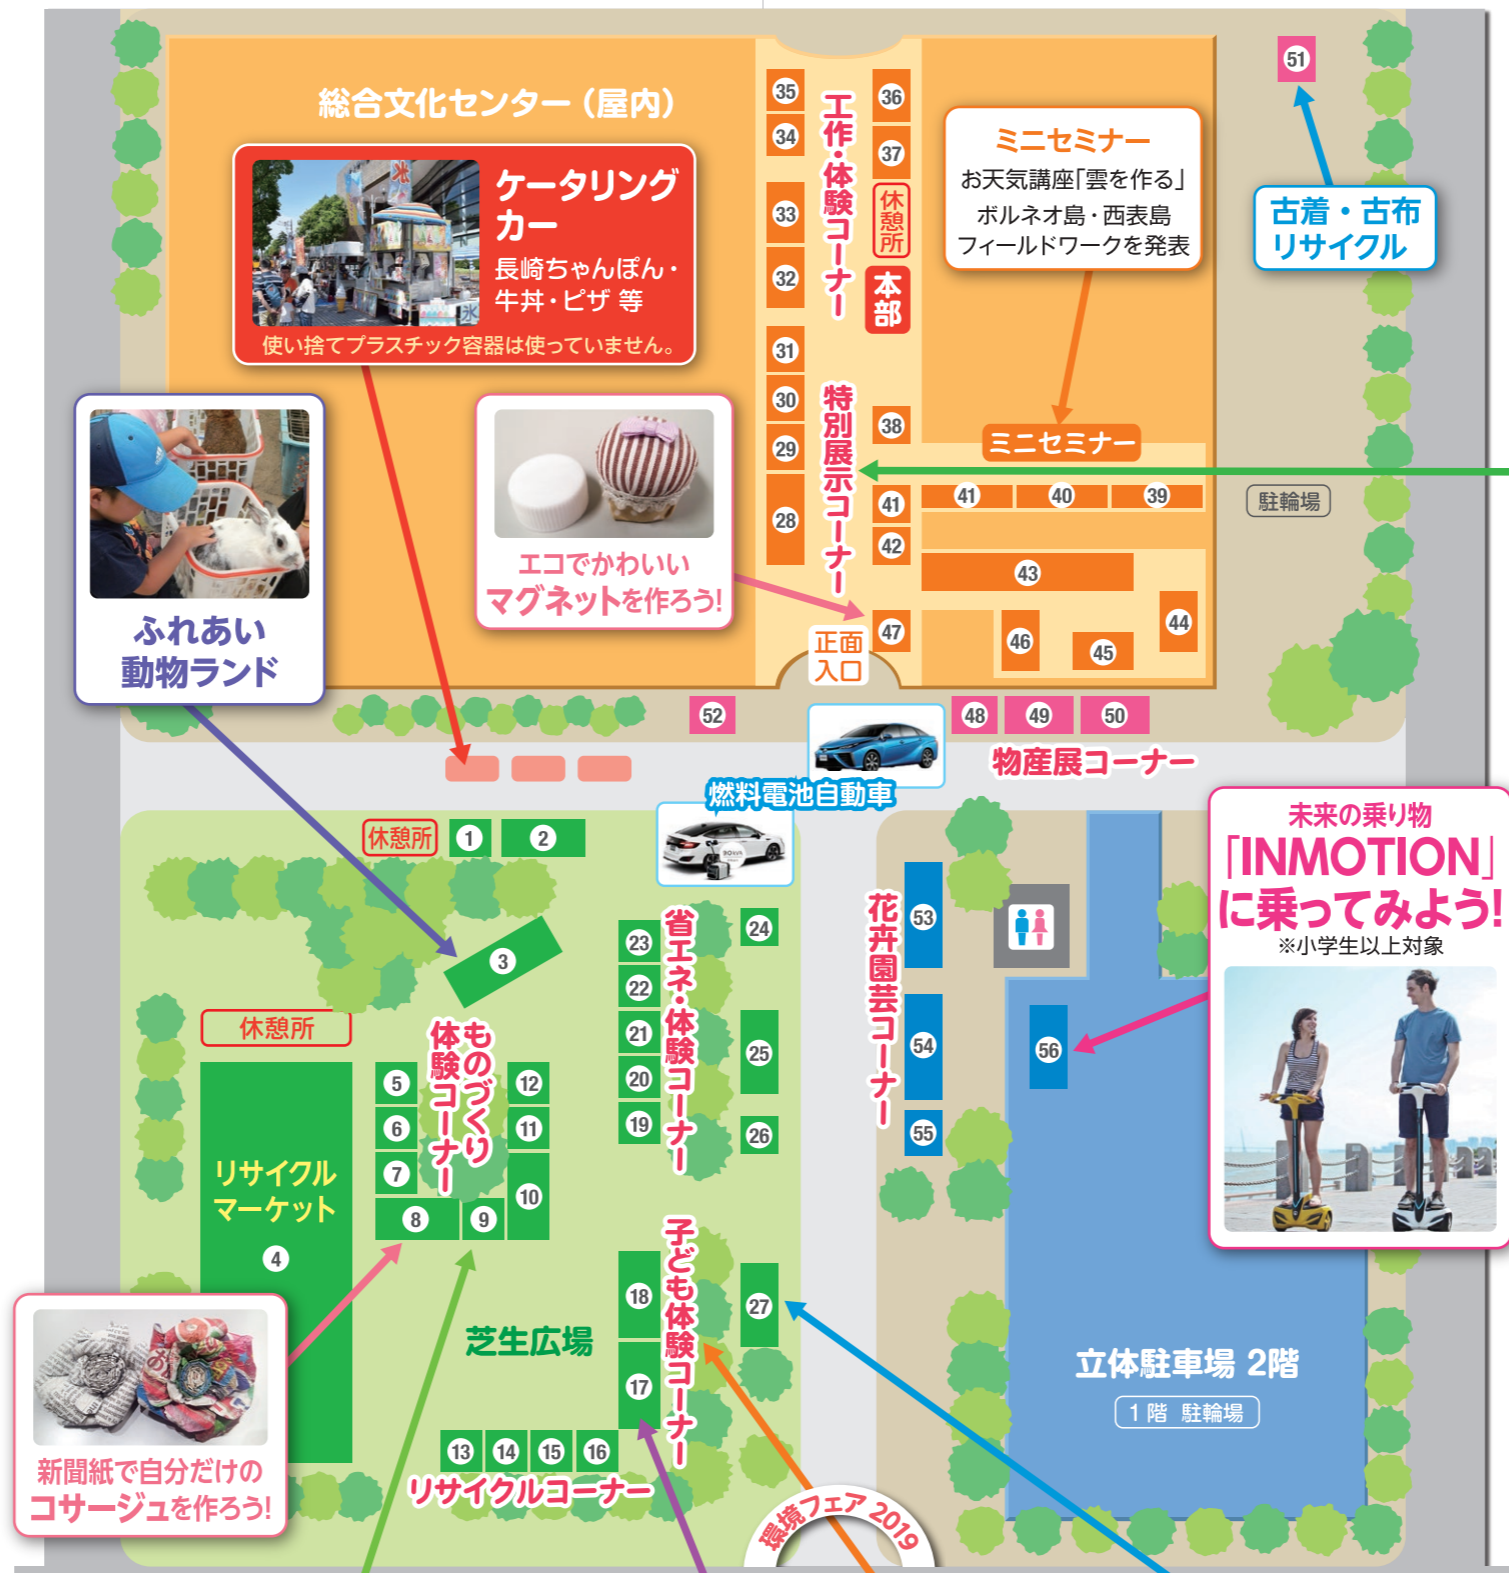 総合文化センター（屋内）
ケータリング
カー
長崎ちゃんぽん・
牛丼・ピザ 等
使い捨てプラスチック容器は使っていません。
氷
氷
35
34
33
32
31
30
29
28
工作・体験コーナー
特別展示コーナー
36
37
休憩所
本部
38
41
42
47
正面
入口
ミニセミナー
お天気講座「雲を作る」
ボルネオ島・西表島
フィールドワークを発表
ミニセミナー
41
40
39
43
44
45
46
51
古着・古布
リサイクル
駐輪場
ふれあい
動物ランド
エコでかわいい
マグネットを作ろう!
52
48
49
50
物産展コーナー
燃料電池自動車
休憩所
1
2
3
休憩所
リサイクル
マーケット
4
ものづくり
体験コーナー
5
6
7
8
9
10
11
12
省エネ・体験コーナー
23
22
21
20
19
24
25
26
子ども体験コーナー
18
17
27
芝生広場
13
14
15
16
リサイクルコーナー
新聞紙で自分だけの
コサージュを作ろう!
花卉園芸コーナー
53
54
55
56
未来の乗り物
「INMOTION」
に乗ってみよう!
※小学生以上対象
立体駐車場 2階
1階 駐輪場
環境フェア 2019